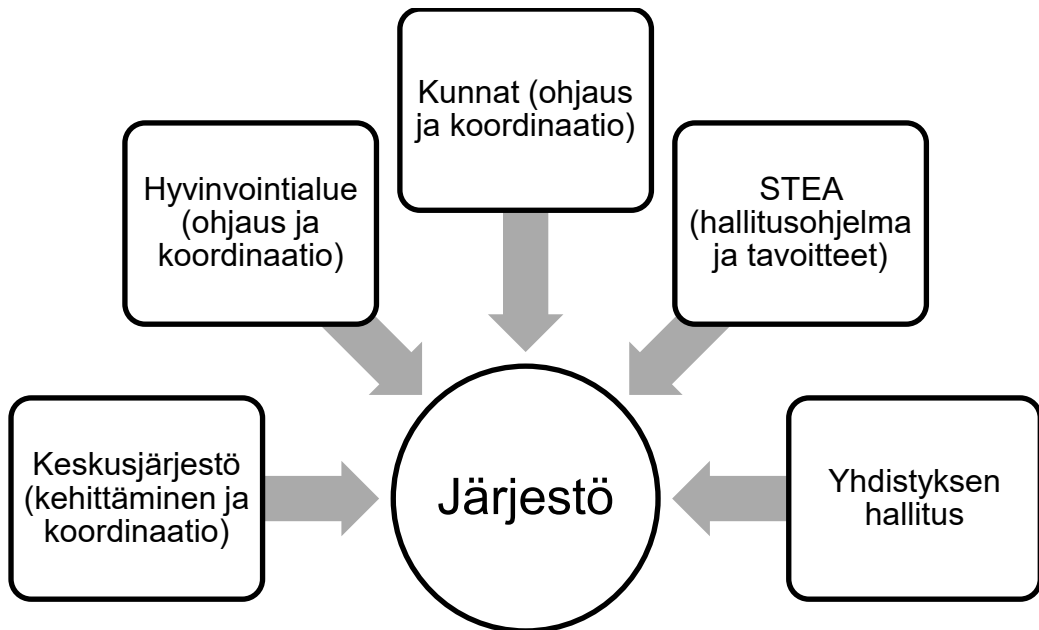 Kunnat (ohjaus
ja koordinaatio)
Hyvinvointialue
(ohjaus ja
koordinaatio)
STEA
(hallitusohjelma
ja tavoitteet)
Keskusjärjestö
(kehittäminen ja
koordinaatio)
Järjestö
Yhdistyksen
hallitus